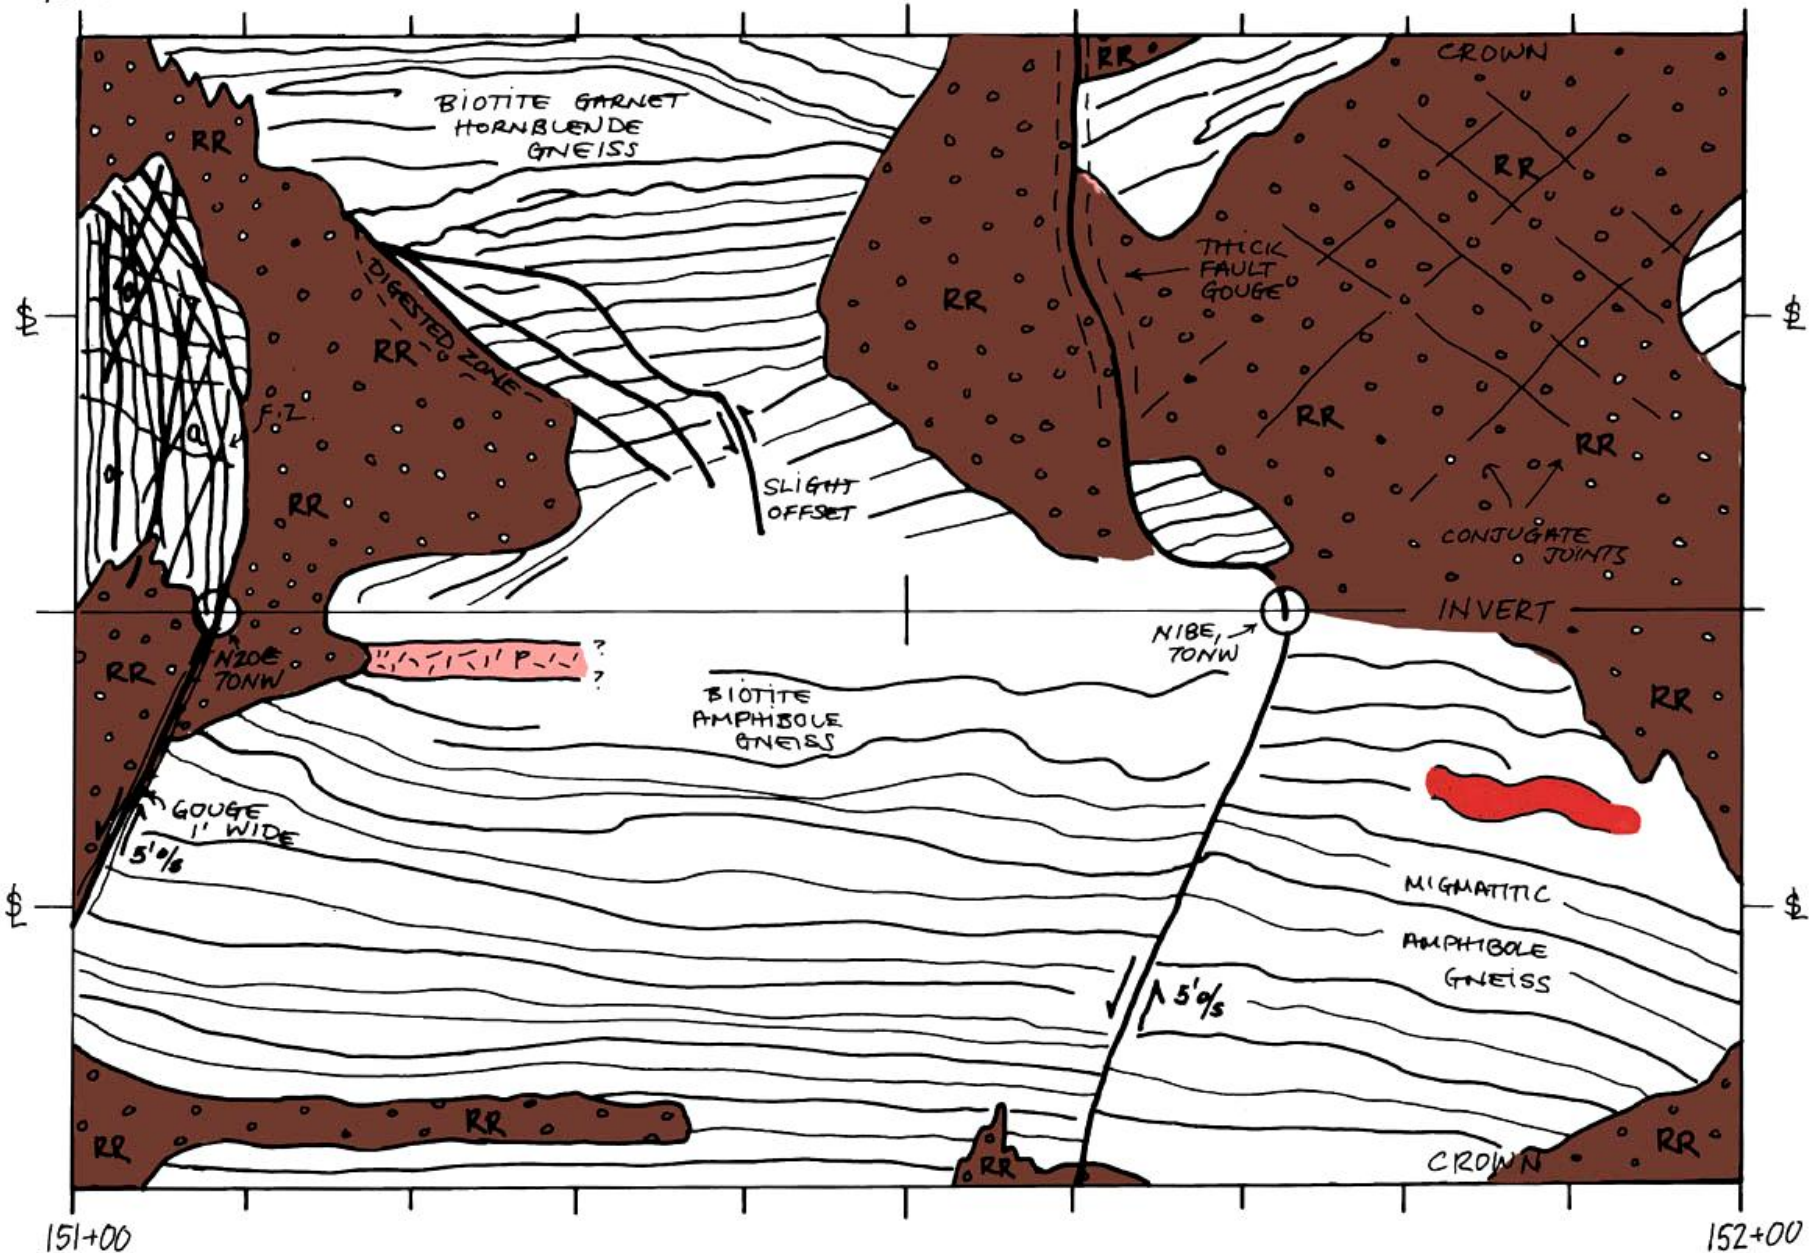 CROWN
RR
BIOTITE GARNET
HORNBLENDE
GNEISS
RR
RR
THICK
FAULT
GOUGE
RR
DIGESTED ZONE
RR
F.Z.
a
RR
RR
RR
SLIGHT
OFFSET
CONJUGATE
JOINTS
INVERT
N20E
70NW
RR
P
?
?
N18E,
70NW
BIOTITE
AMPHIBOLE
GNEISS
RR
GOUGE
1' WIDE
5' o/s
MIGMATITIC
AMPHIBOLE
GNEISS
5' o/s
RR
RR
RR
CROWN
RR
151+00
152+00